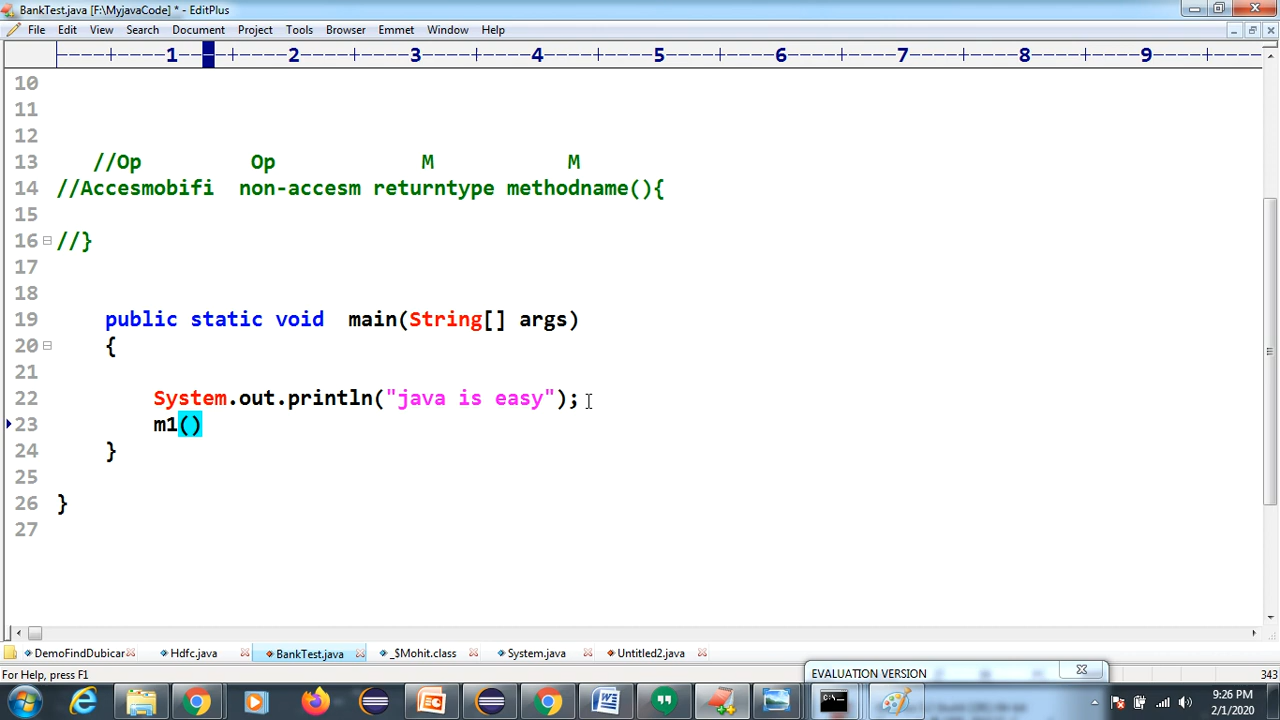 BankTest.java [F:\MyjavaCode] * - EditPlus
File Edit View Search Document Project Tools Browser Emmet Window Help
----+----1----+----2----+----3----+----4----+----5----+----6----+----7----+----8----+----9----+--
10
11
12
13 //Op Op M M
14 //Accesmobifi non-accesm returntype methodname(){
15
16 //}
17
18
19 public static void main(String[] args)
20 {
21
22 System.out.println("java is easy");
23 m1()
24 }
25
26 }
27
DemoFindDubicar Hdfc.java BankTest.java _$Mohit.class System.java Untitled2.java
For Help, press F1 EVALUATION VERSION 343
9:26 PM
2/1/2020